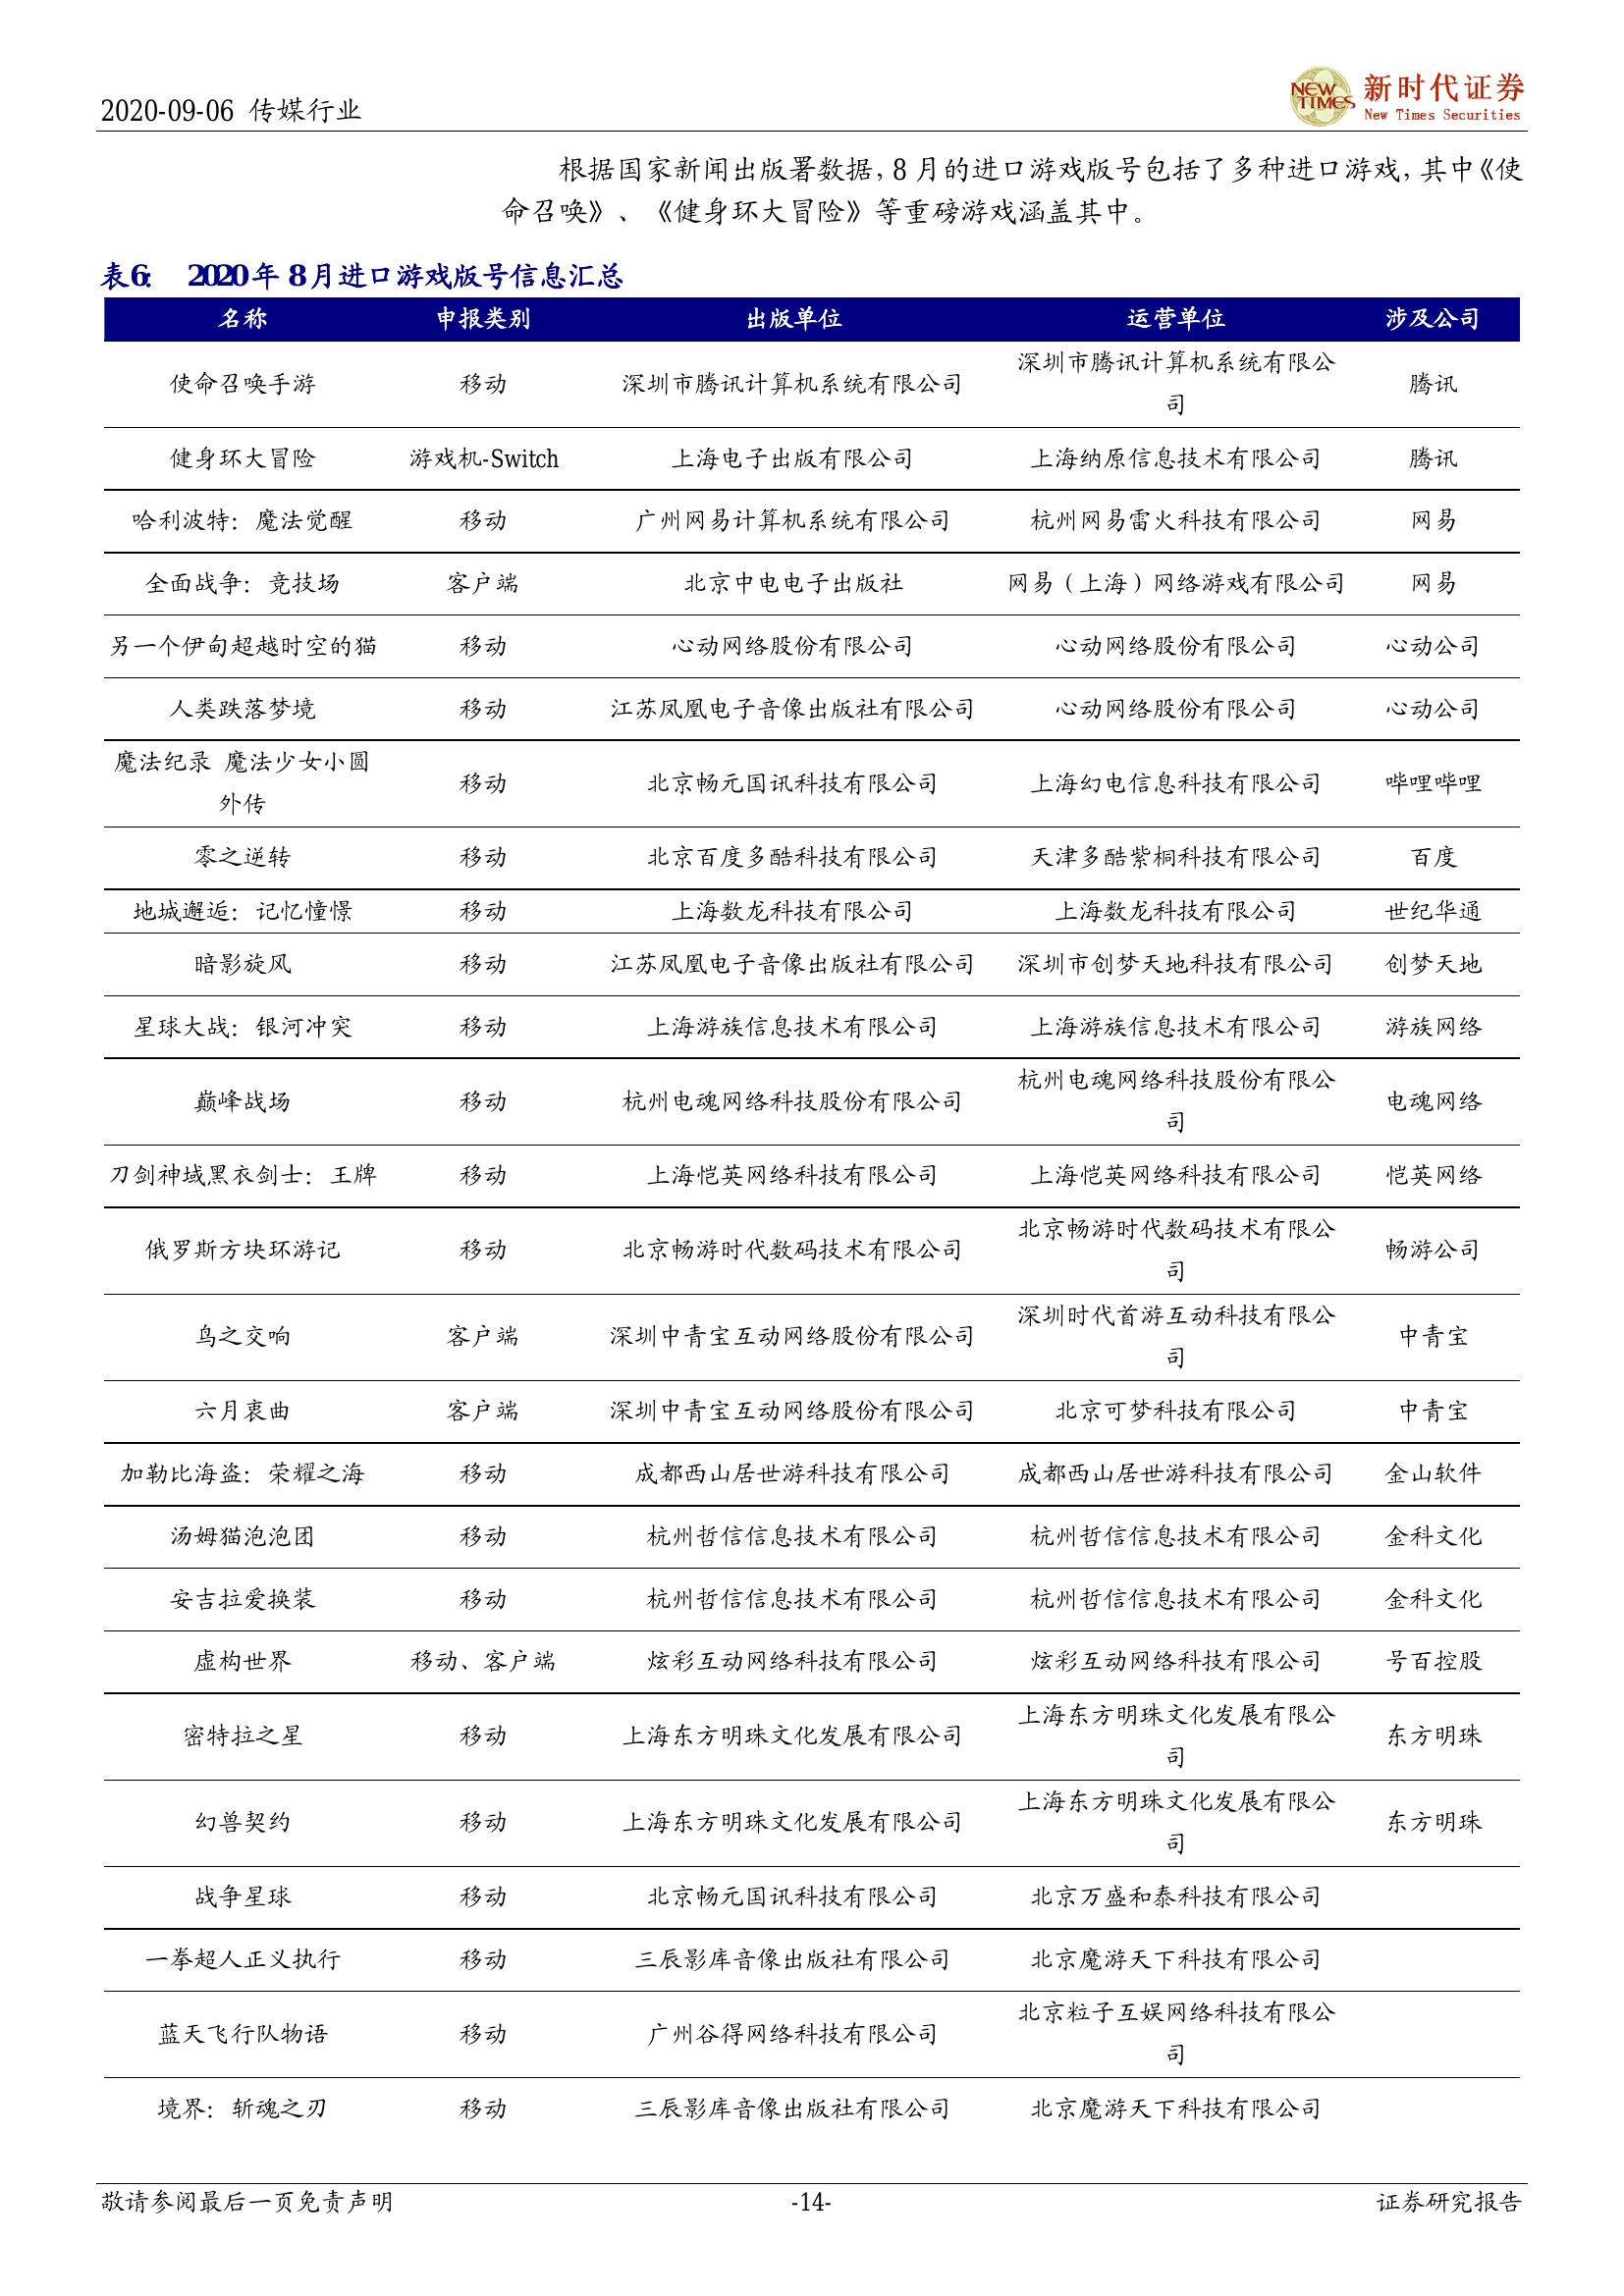 2020-09-06 传媒行业
NEW TIMES 新时代证券
New Times Securities
根据国家新闻出版署数据，8 月的进口游戏版号包括了多种进口游戏，其中《使
命召唤》、《健身环大冒险》等重磅游戏涵盖其中。
表6： 2020 年 8 月进口游戏版号信息汇总
名称 申报类别 出版单位 运营单位 涉及公司
使命召唤手游 移动 深圳市腾讯计算机系统有限公司 深圳市腾讯计算机系统有限公司 腾讯
健身环大冒险 游戏机-Switch 上海电子出版有限公司 上海纳原信息技术有限公司 腾讯
哈利波特：魔法觉醒 移动 广州网易计算机系统有限公司 杭州网易雷火科技有限公司 网易
全面战争：竞技场 客户端 北京中电电子出版社 网易（上海）网络游戏有限公司 网易
另一个伊甸超越时空的猫 移动 心动网络股份有限公司 心动网络股份有限公司 心动公司
人类跌落梦境 移动 江苏凤凰电子音像出版社有限公司 心动网络股份有限公司 心动公司
魔法纪录 魔法少女小圆外传 移动 北京畅元国讯科技有限公司 上海幻电信息科技有限公司 哔哩哔哩
零之逆转 移动 北京百度多酷科技有限公司 天津多酷紫桐科技有限公司 百度
地城邂逅：记忆憧憬 移动 上海数龙科技有限公司 上海数龙科技有限公司 世纪华通
暗影旋风 移动 江苏凤凰电子音像出版社有限公司 深圳市创梦天地科技有限公司 创梦天地
星球大战：银河冲突 移动 上海游族信息技术有限公司 上海游族信息技术有限公司 游族网络
巅峰战场 移动 杭州电魂网络科技股份有限公司 杭州电魂网络科技股份有限公司 电魂网络
刀剑神域黑衣剑士：王牌 移动 上海恺英网络科技有限公司 上海恺英网络科技有限公司 恺英网络
俄罗斯方块环游记 移动 北京畅游时代数码技术有限公司 北京畅游时代数码技术有限公司 畅游公司
鸟之交响 客户端 深圳中青宝互动网络股份有限公司 深圳时代首游互动科技有限公司 中青宝
六月衷曲 客户端 深圳中青宝互动网络股份有限公司 北京可梦科技有限公司 中青宝
加勒比海盗：荣耀之海 移动 成都西山居世游科技有限公司 成都西山居世游科技有限公司 金山软件
汤姆猫泡泡团 移动 杭州哲信信息技术有限公司 杭州哲信信息技术有限公司 金科文化
安吉拉爱换装 移动 杭州哲信信息技术有限公司 杭州哲信信息技术有限公司 金科文化
虚构世界 移动、客户端 炫彩互动网络科技有限公司 炫彩互动网络科技有限公司 号百控股
密特拉之星 移动 上海东方明珠文化发展有限公司 上海东方明珠文化发展有限公司 东方明珠
幻兽契约 移动 上海东方明珠文化发展有限公司 上海东方明珠文化发展有限公司 东方明珠
战争星球 移动 北京畅元国讯科技有限公司 北京万盛和泰科技有限公司
一拳超人正义执行 移动 三辰影库音像出版社有限公司 北京魔游天下科技有限公司
蓝天飞行队物语 移动 广州谷得网络科技有限公司 北京粒子互娱网络科技有限公司
境界：斩魂之刃 移动 三辰影库音像出版社有限公司 北京魔游天下科技有限公司
敬请参阅最后一页免责声明 -14- 证券研究报告